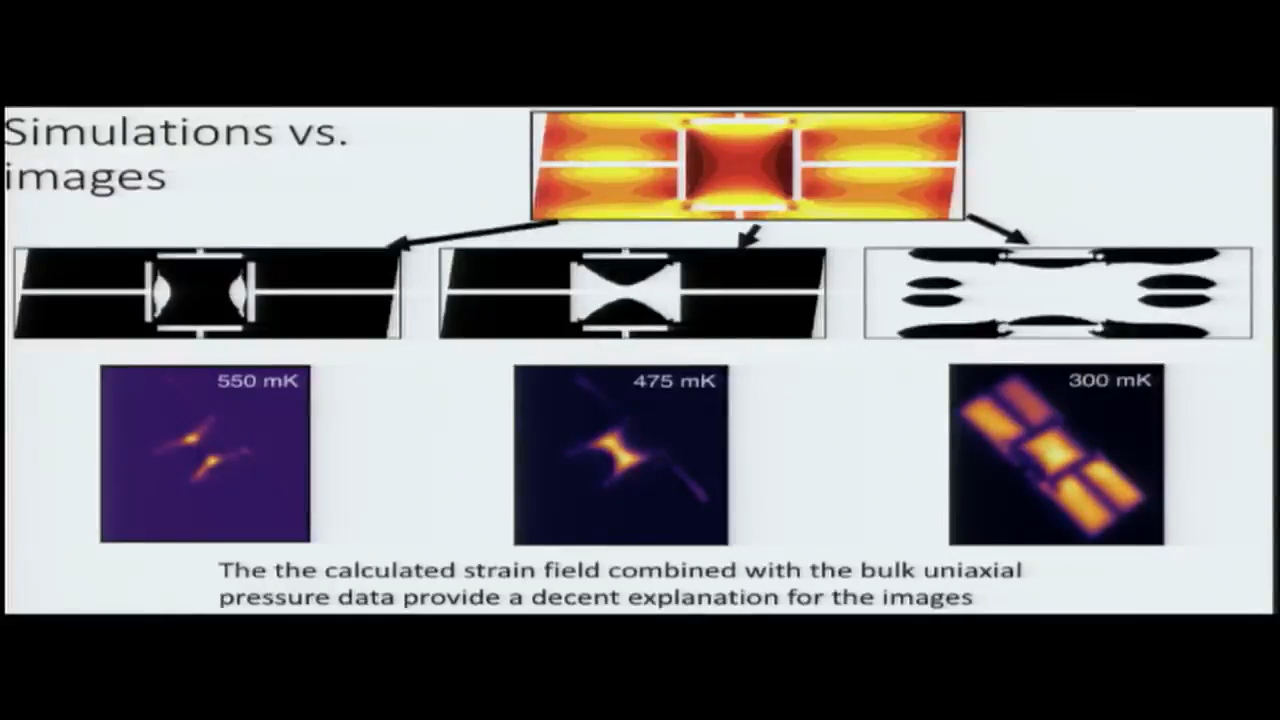 Simulations vs.
images
550 mK
475 mK
300 mK
The the calculated strain field combined with the bulk uniaxial
pressure data provide a decent explanation for the images